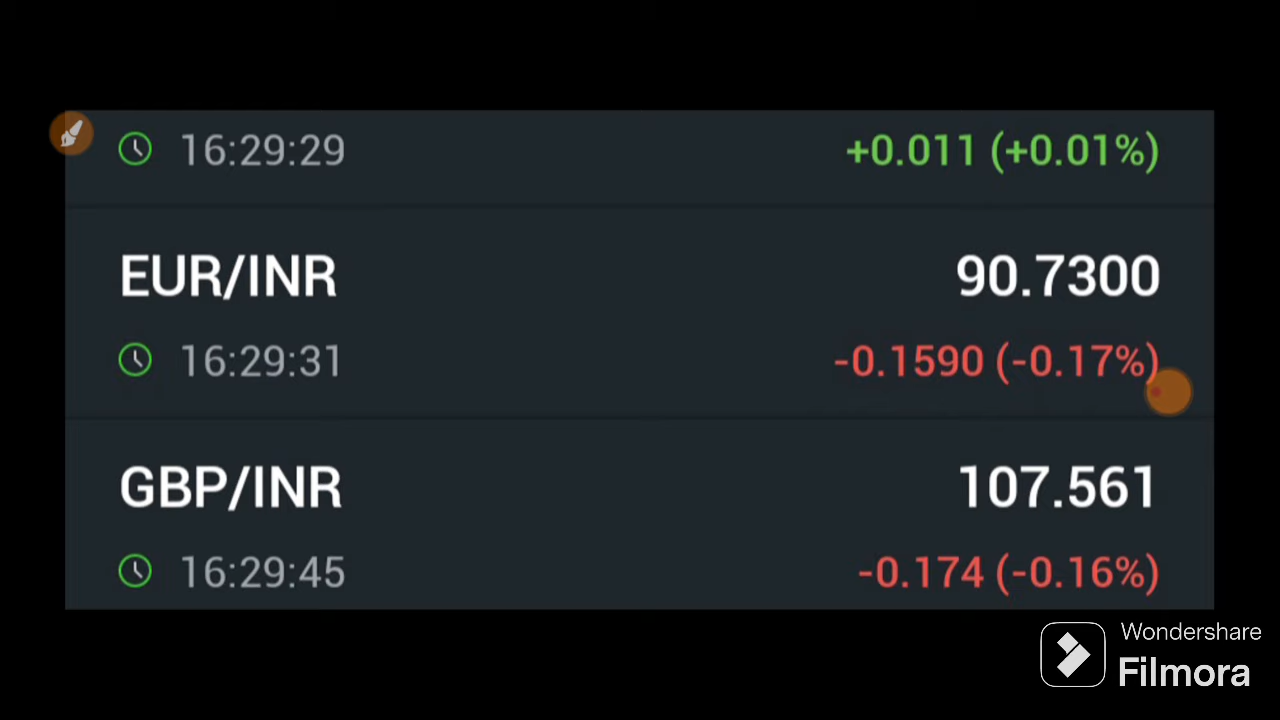 16:29:29 +0.011 (+0.01%)
EUR/INR 90.7300
16:29:31 -0.1590 (-0.17%)
GBP/INR 107.561
16:29:45 -0.174 (-0.16%)
Wondershare
Filmora